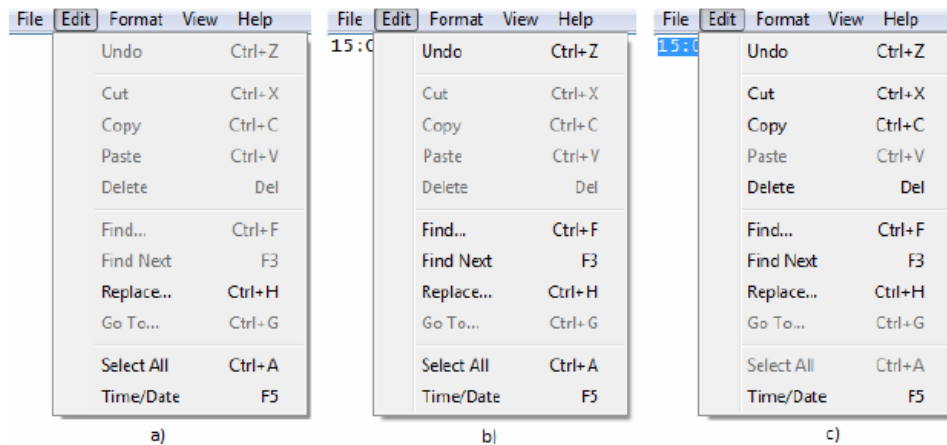 File Edit Format View Help File Edit Format View Help File Edit Format View Help
15:0 15:0
Undo Ctrl+Z Undo Ctrl+Z Undo Ctrl+Z
Cut Ctrl+X Cut Ctrl+X Cut Ctrl+X
Copy Ctrl+C Copy Ctrl+C Copy Ctrl+C
Paste Ctrl+V Paste Ctrl+V Paste Ctrl+V
Delete Del Delete Del Delete Del
Find... Ctrl+F Find... Ctrl+F Find... Ctrl+F
Find Next F3 Find Next F3 Find Next F3
Replace... Ctrl+H Replace... Ctrl+H Replace... Ctrl+H
Go To... Ctrl+G Go To... Ctrl+G Go To... Ctrl+G
Select All Ctrl+A Select All Ctrl+A Select All Ctrl+A
Time/Date F5 Time/Date F5 Time/Date F5
a) b) c)